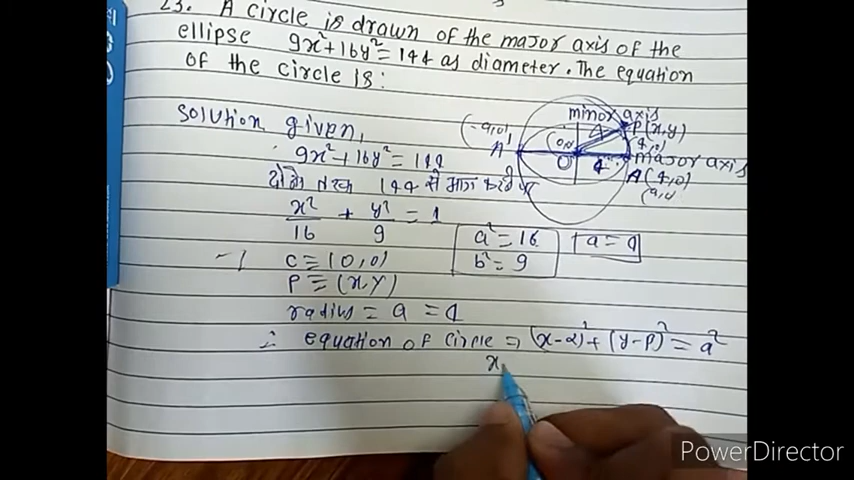 23. A circle is drawn of the major axis of the
ellipse 9x²+16y²=144 as diameter. The equation
of the circle is:
Solution given,
9x²+16y²=144
दोनो तरफ 144 से भाग करने पर
x²/16 + y²/9 = 1
a²=16
b²=9
a=4
C≡(0,0)
P≡(x,y)
radius = a = 4
∴ equation of circle = (x-α)²+(y-β)²=a²
x
minor axis
P(x,y)
(-a,0)
A'
(0,0)
O
4
major axis
A(4,0)
PowerDirector